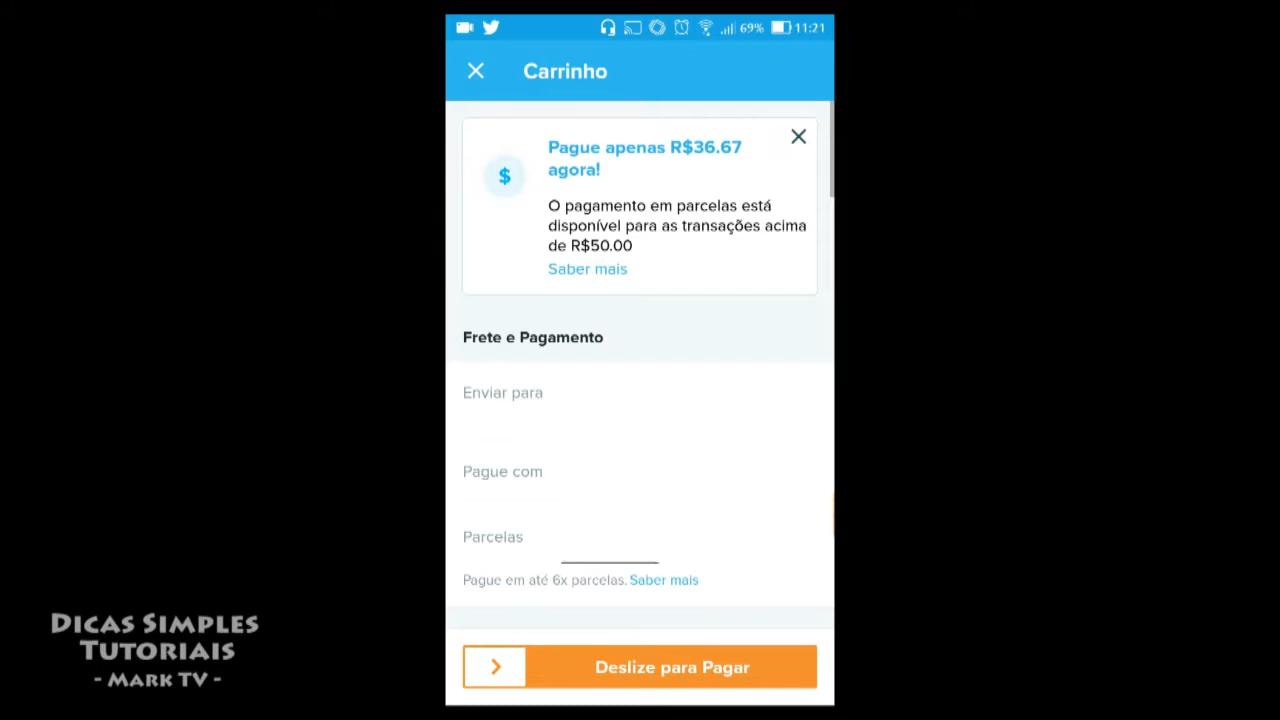 69% 11:21
Carrinho
Pague apenas R$36.67
agora!
$
O pagamento em parcelas está
disponível para as transações acima
de R$50.00
Saber mais
Frete e Pagamento
Enviar para
Pague com
Parcelas
Pague em até 6x parcelas. Saber mais
Deslize para Pagar
Dicas Simples
Tutoriais
- Mark TV -